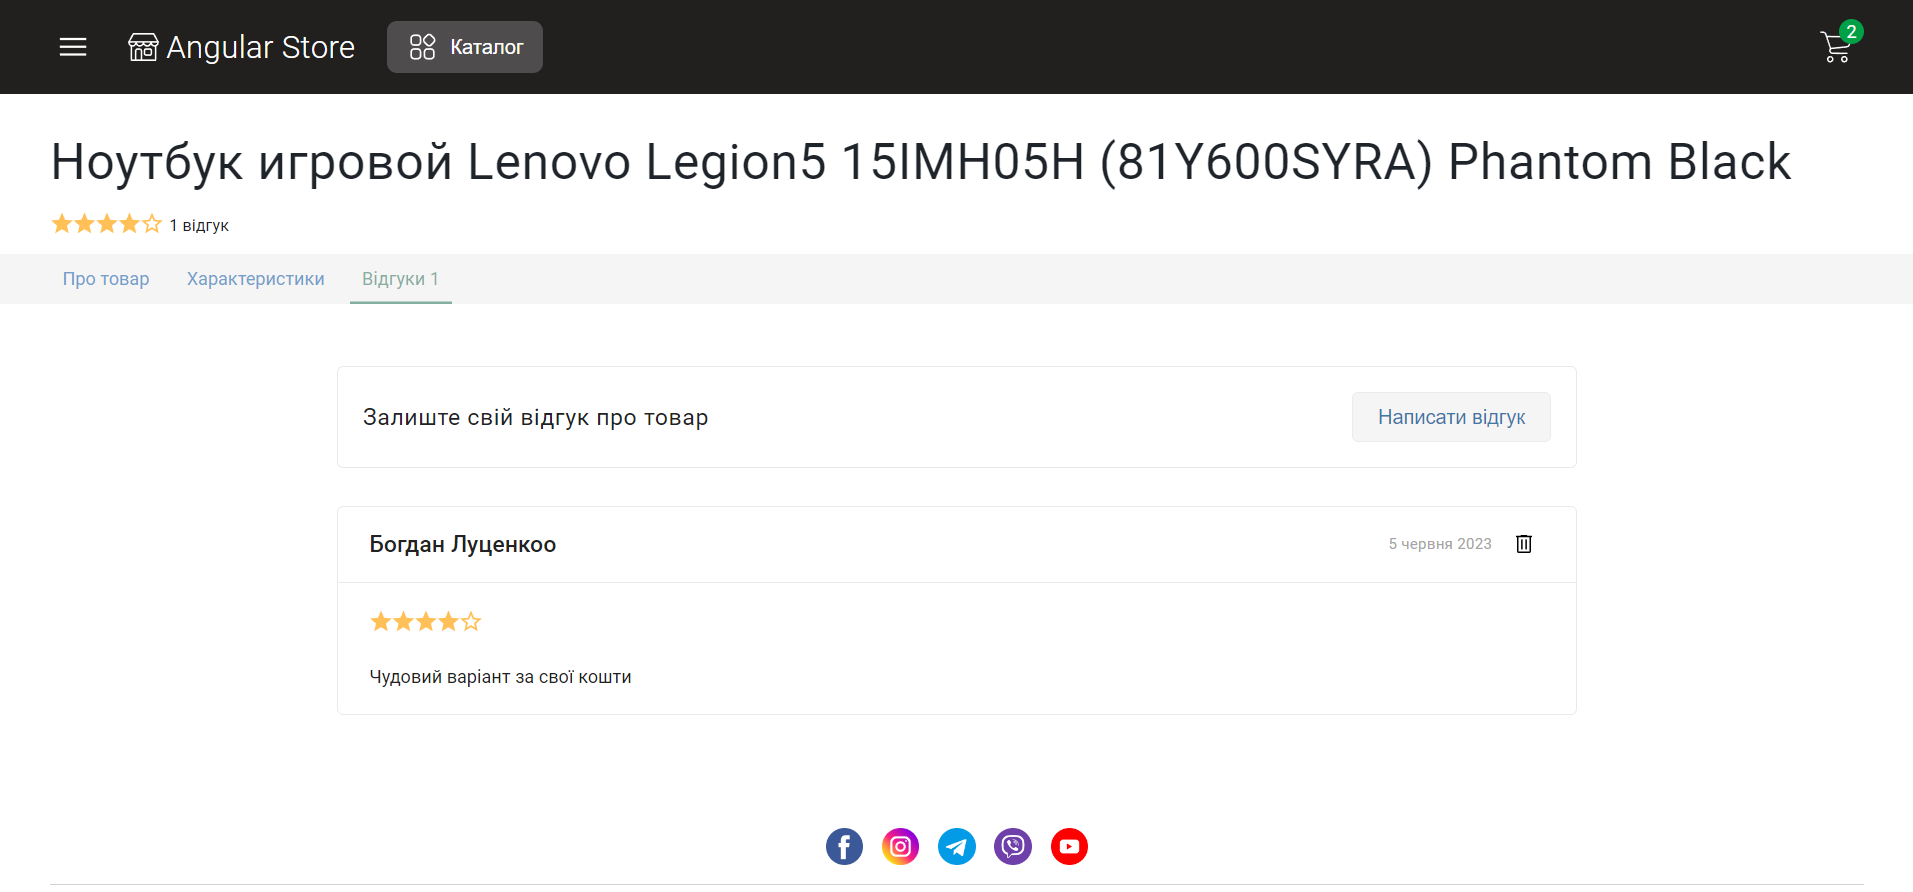 Angular Store
Каталог
2
Ноутбук игровой Lenovo Legion5 15IMH05H (81Y600SYRA) Phantom Black
1 відгук
Про товар
Характеристики
Відгуки 1
Залиште свій відгук про товар
Написати відгук
Богдан Луценкоо
5 червня 2023
Чудовий варіант за свої кошти